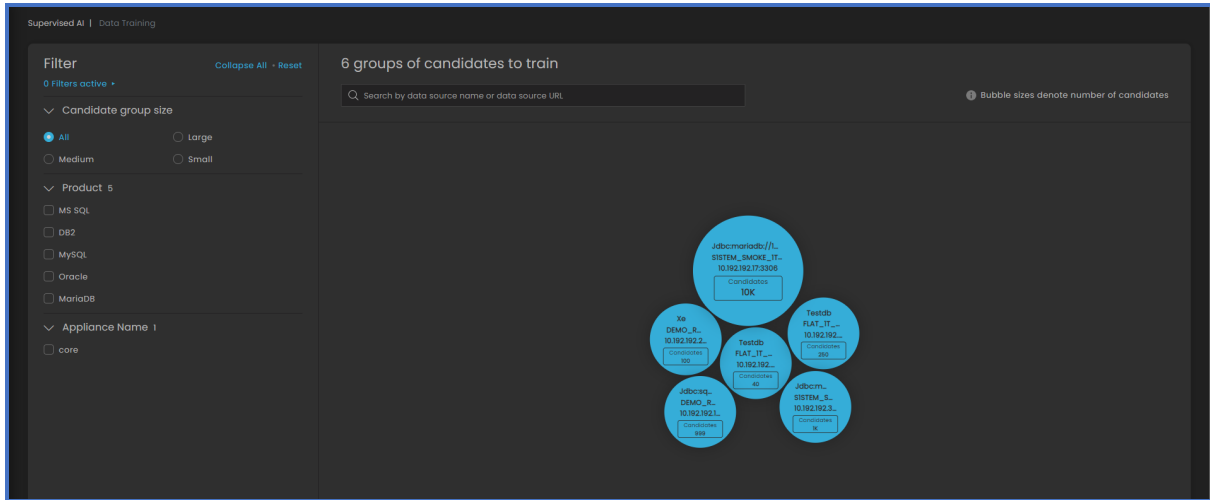 Supervised AI | Data Training
Filter
Collapse All • Reset
0 Filters active
Candidate group size
All
Large
Medium
Small
Product 5
MS SQL
DB2
MySQL
Oracle
MariaDB
Appliance Name 1
core
6 groups of candidates to train
Search by data source name or data source URL
Bubble sizes denote number of candidates
Jdbc:mariadb://1...
S1STEM_SMOKE_1T...
10.192.192.17:3306
Candidates
10K
Xe
DEMO_R...
10.192.192.2...
Candidates
100
Testdb
FLAT_1T_...
10.192.192....
Candidates
40
Testdb
FLAT_1T_...
10.192.192....
Candidates
250
Jdbc:sq...
DEMO_R...
10.192.192.1...
Candidates
999
Jdbc:m...
S1STEM_S...
10.192.192.3...
Candidates
1K